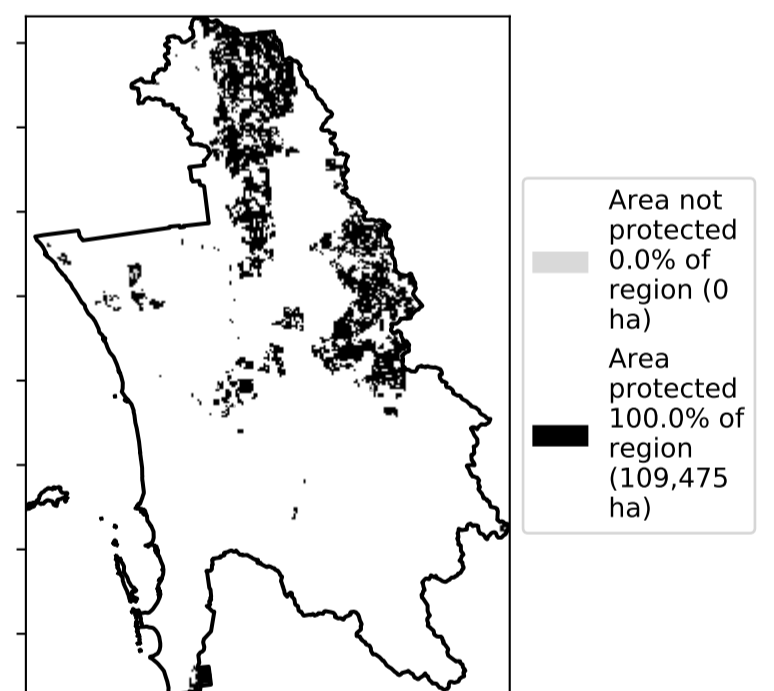 Area not
protected
0.0% of
region (0
ha)
Area
protected
100.0% of
region
(109,475
ha)